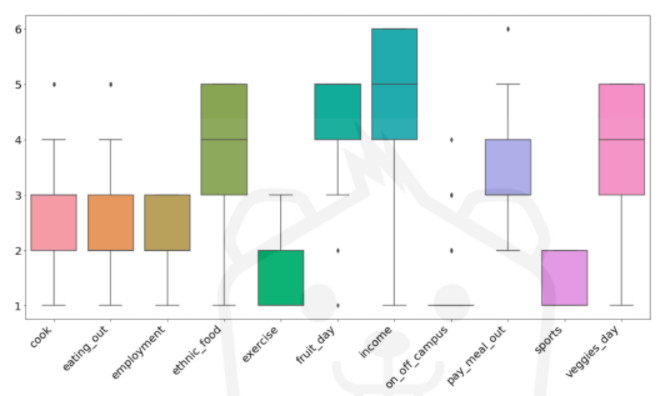 6
5
4
3
2
1
cook
eating_out
employment
ethnic_food
exercise
fruit_day
income
on_off_campus
pay_meal_out
sports
veggies_day